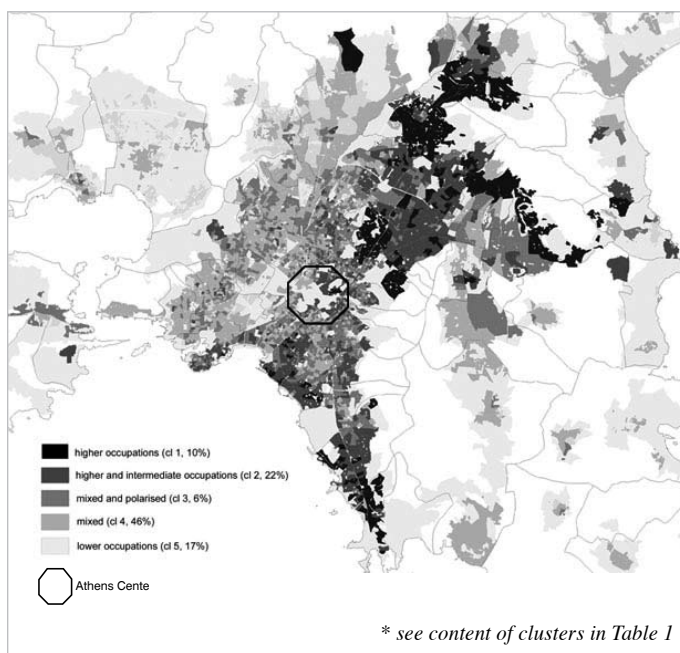 higher occupations (cl 1, 10%)
higher and intermediate occupations (cl 2, 22%)
mixed and polarised (cl 3, 6%)
mixed (cl 4, 46%)
lower occupations (cl 5, 17%)
Athens Cente
* see content of clusters in Table 1